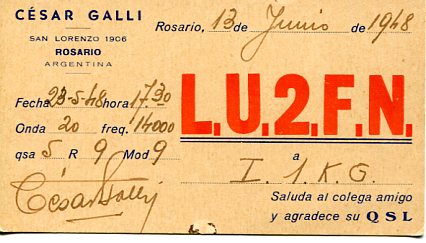 CÉSAR GALLI
SAN LORENZO 1906
ROSARIO
ARGENTINA
Rosario, 13 de Junio de 1948
Fecha 23-5-48 hora 17.30
Onda 20 freq. 14000
qsa 5 R 9 Mod 9
César Galli
L.U.2.F.N.
a
I. 1. K. G.
Saluda al colega amigo
y agradece su QSL